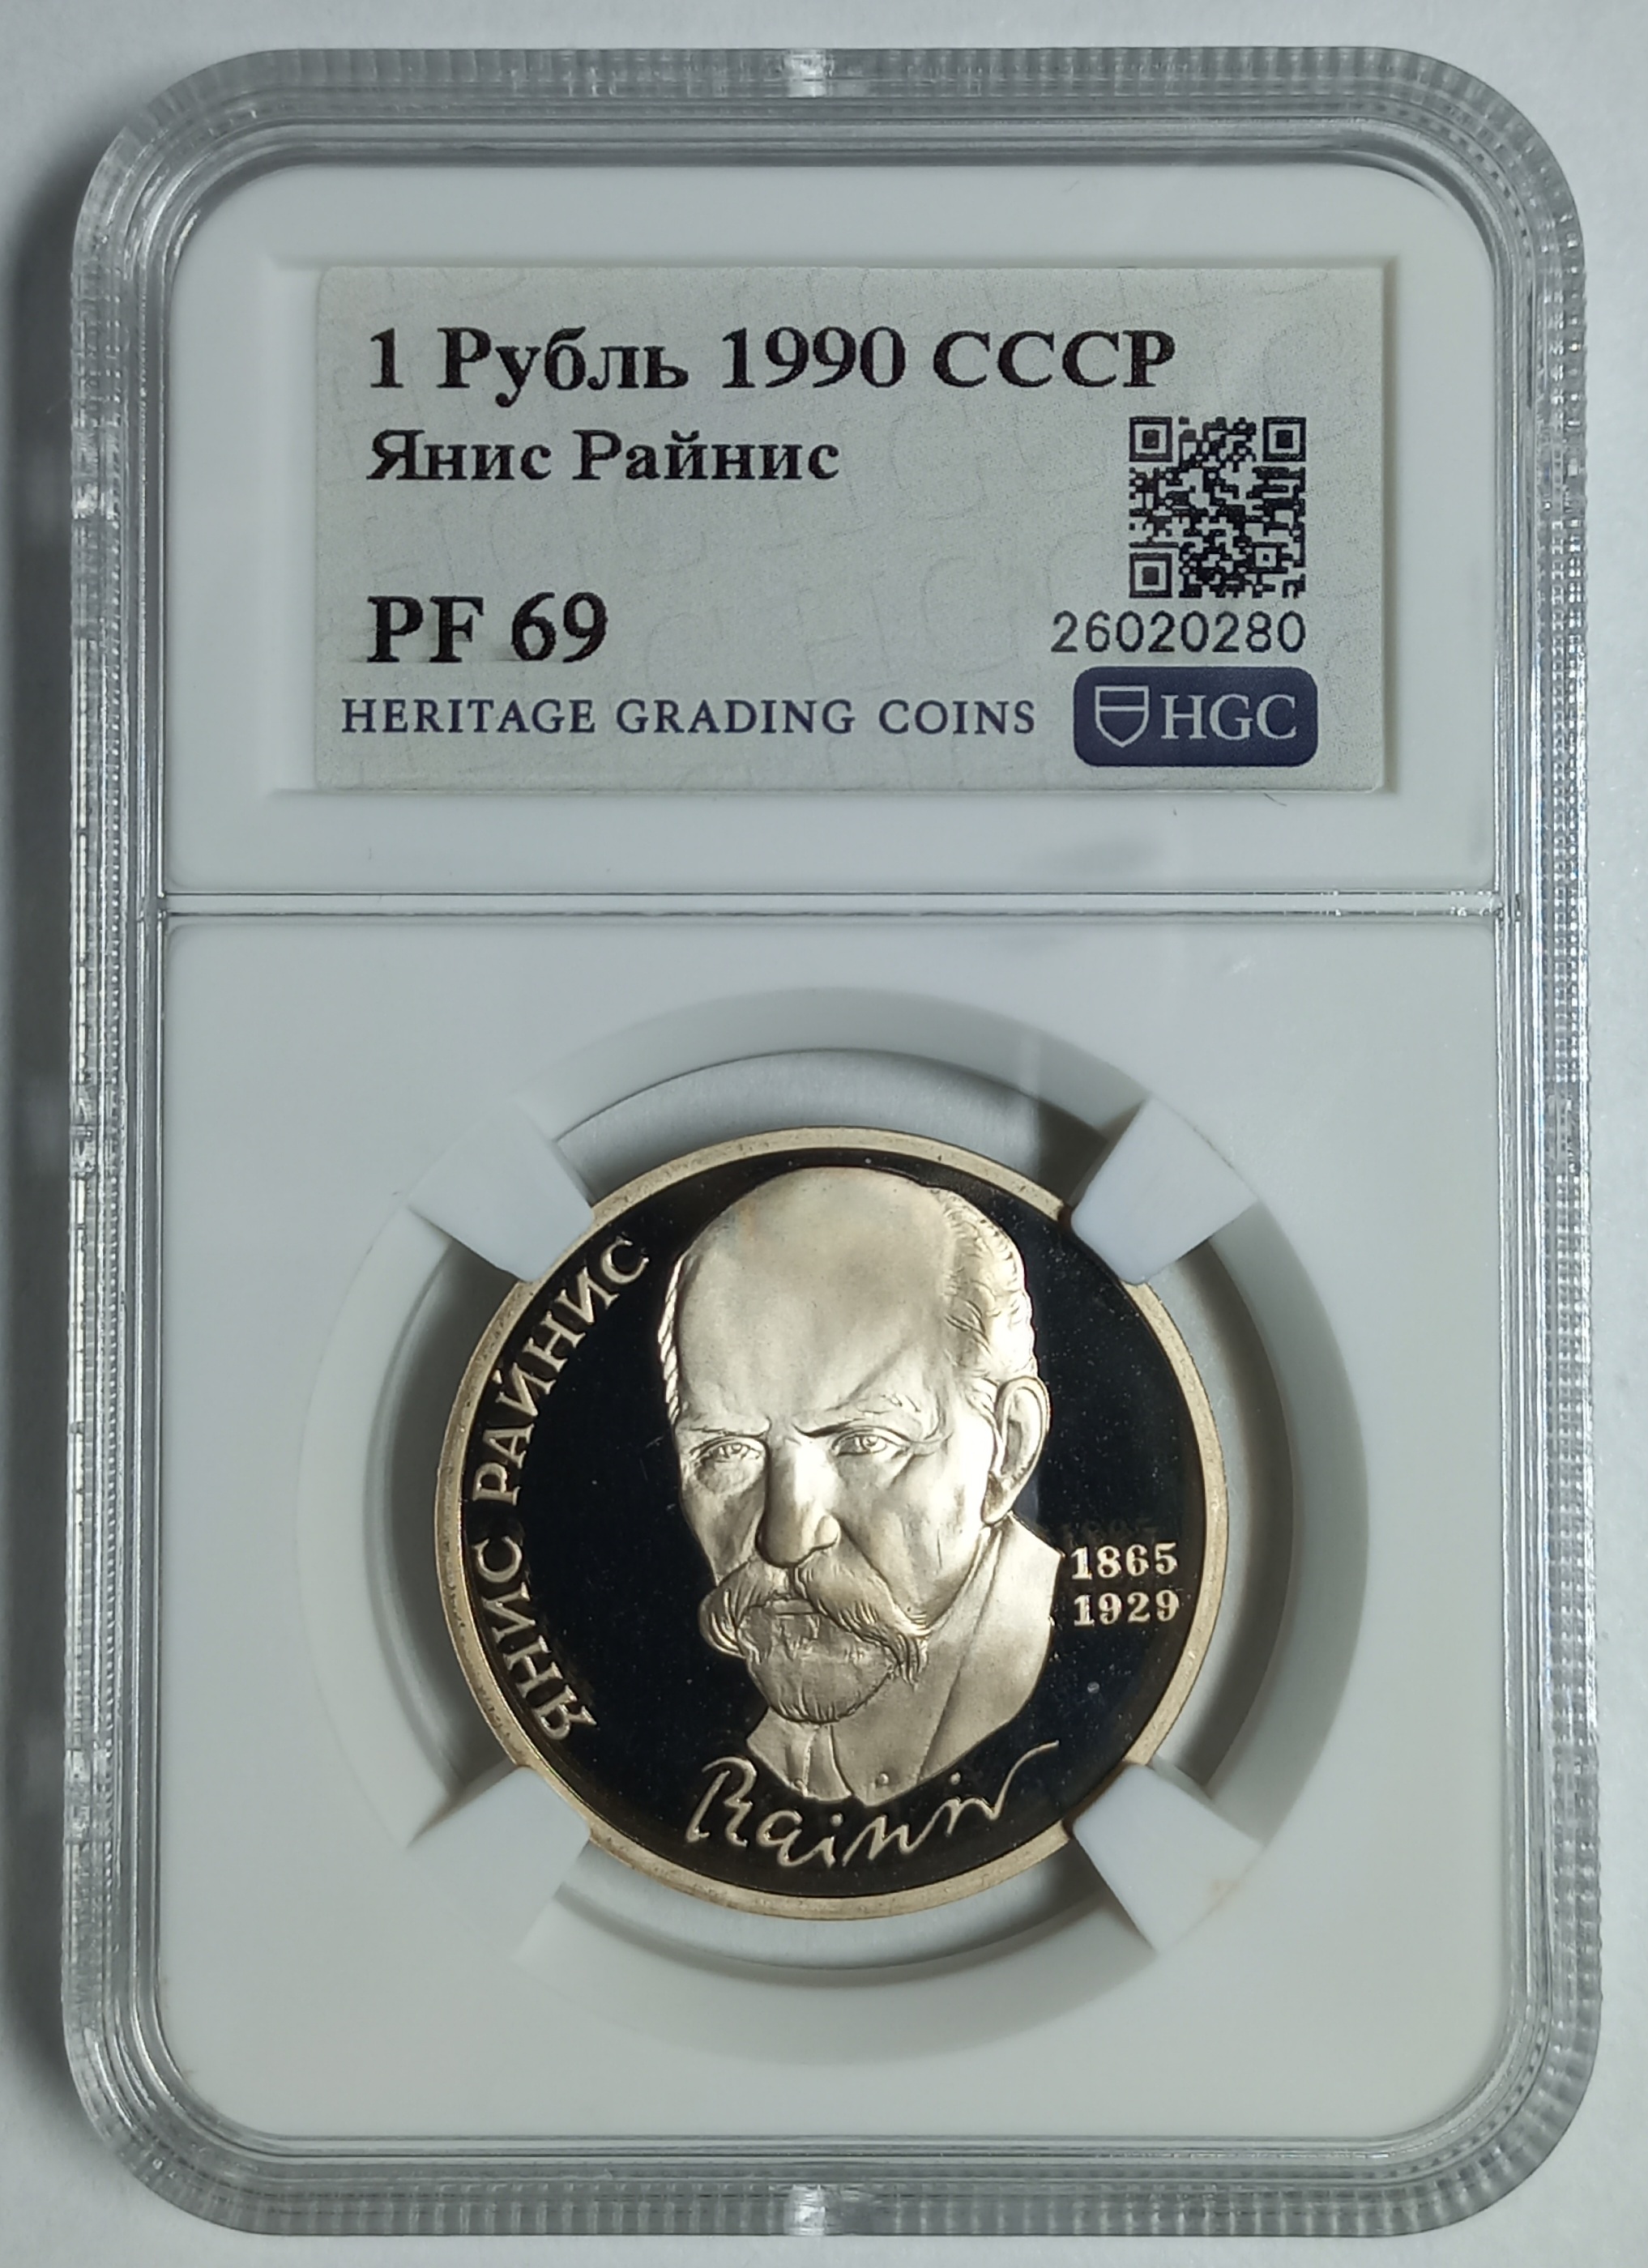 1 Рубль 1990 СССР
Янис Райнис
PF 69
26020280
HERITAGE GRADING COINS HGC
ЯНИС РАЙНИС
1865
1929
Rainis